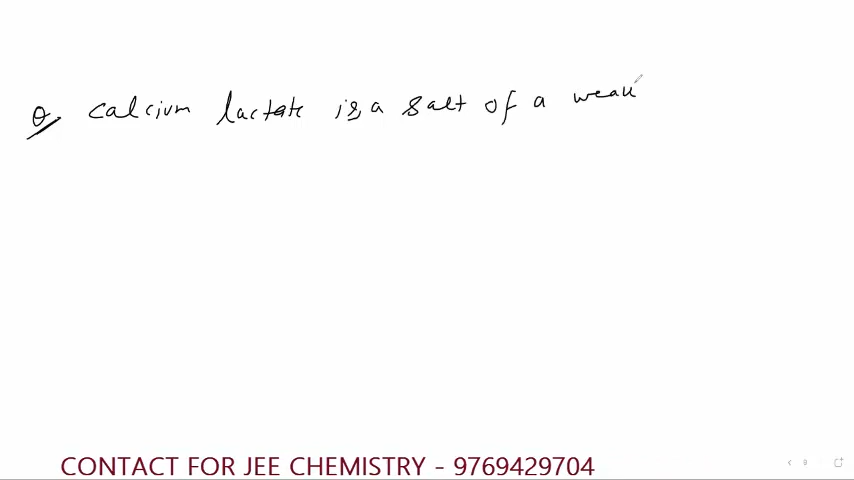 Q. Calcium lactate is a salt of a weak
CONTACT FOR JEE CHEMISTRY - 9769429704